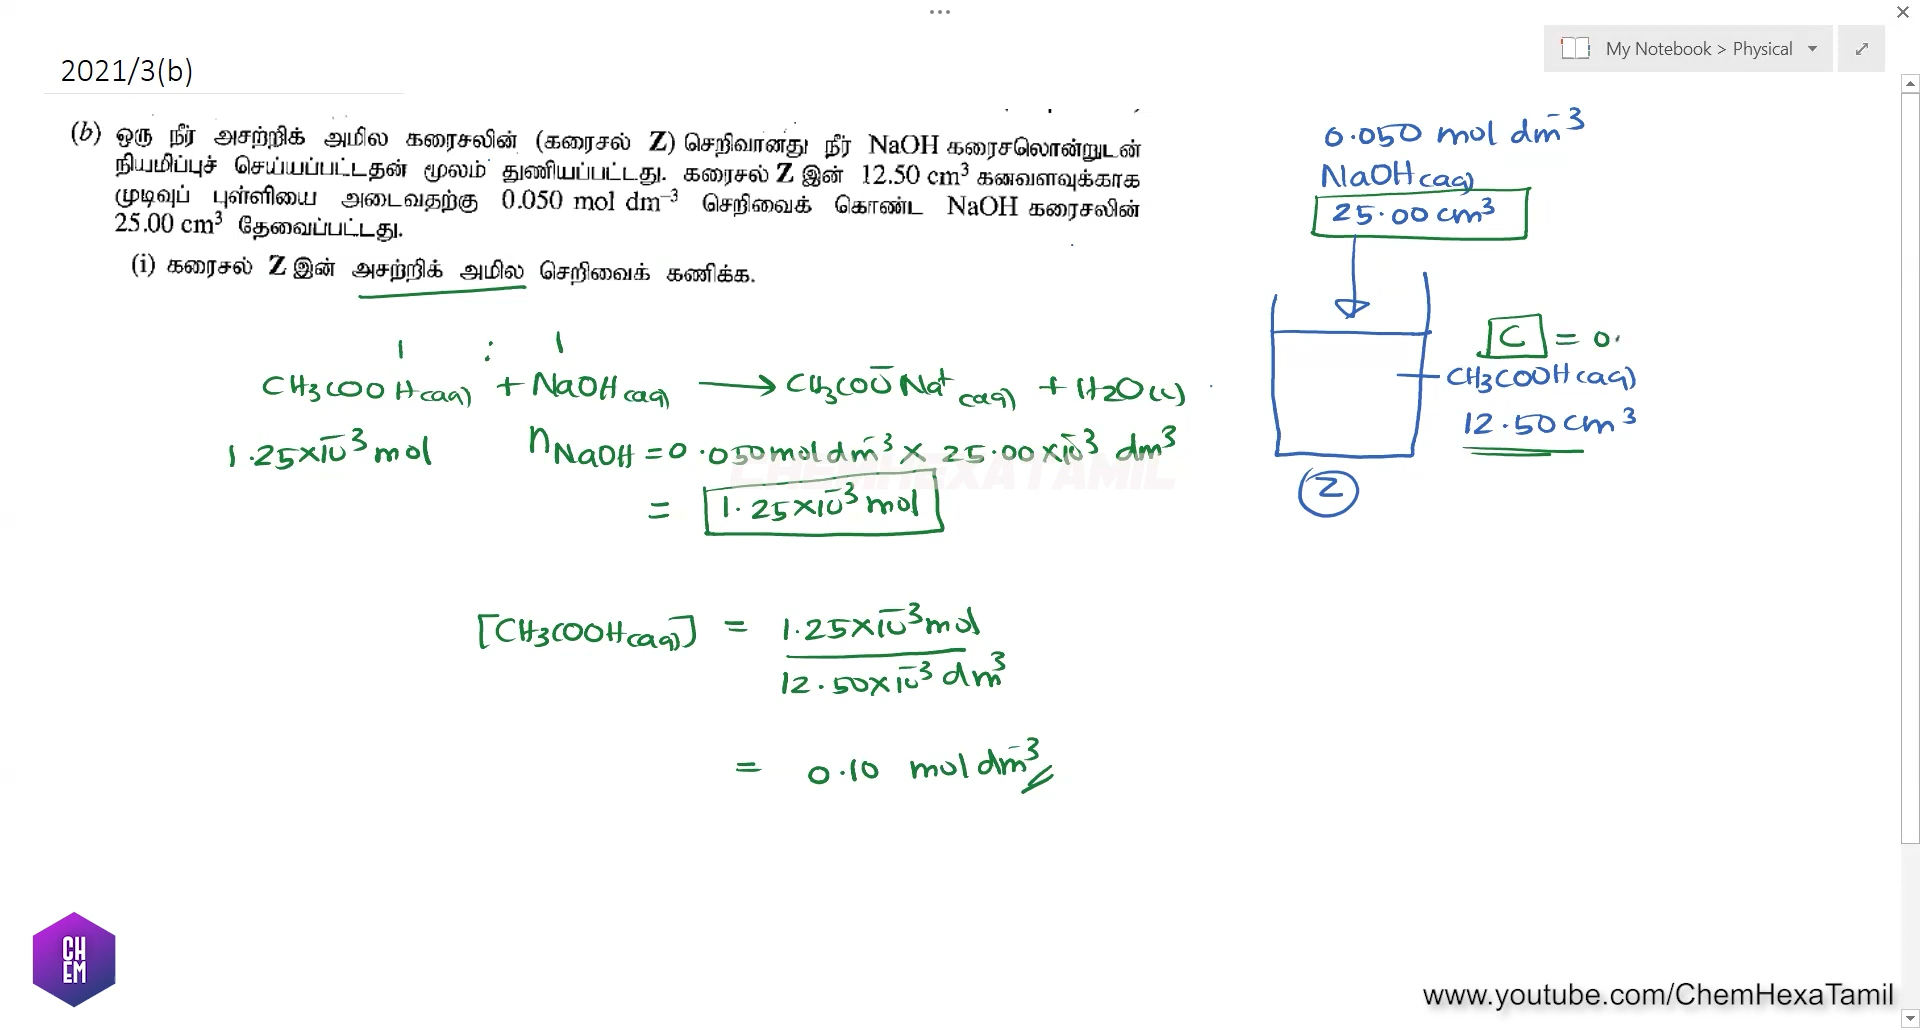 My Notebook > Physical
2021/3(b)
(b) ஒரு நீர் அசற்றிக் அமில கரைசலின் (கரைசல் Z) செறிவானது நீர் NaOH கரைசலொன்றுடன்
நியமிப்புச் செய்யப்பட்டதன் மூலம் துணியப்பட்டது. கரைசல் Z இன் 12.50 cm³ கனவளவுக்காக
முடிவுப் புள்ளியை அடைவதற்கு 0.050 mol dm⁻³ செறிவைக் கொண்ட NaOH கரைசலின்
25.00 cm³ தேவைப்பட்டது.
(i) கரைசல் Z இன் அசற்றிக் அமில செறிவைக் கணிக்க.
0.050 mol dm⁻³
NaOH(aq)
25.00 cm³
C = 0.
CH3COOH(aq)
12.50 cm³
Z
1 : 1
CH3COOH(aq) + NaOH(aq) ⟶ CH3COO⁻Na⁺(aq) + H2O(l)
1.25×10⁻³ mol nNaOH = 0.050 mol dm⁻³ × 25.00×10⁻³ dm³
CHEMHEXATAMIL
= 1.25×10⁻³ mol
[CH3COOH(aq)] = 1.25×10⁻³ mol
12.50×10⁻³ dm³
= 0.10 mol dm⁻³
CH
EM
www.youtube.com/ChemHexaTamil